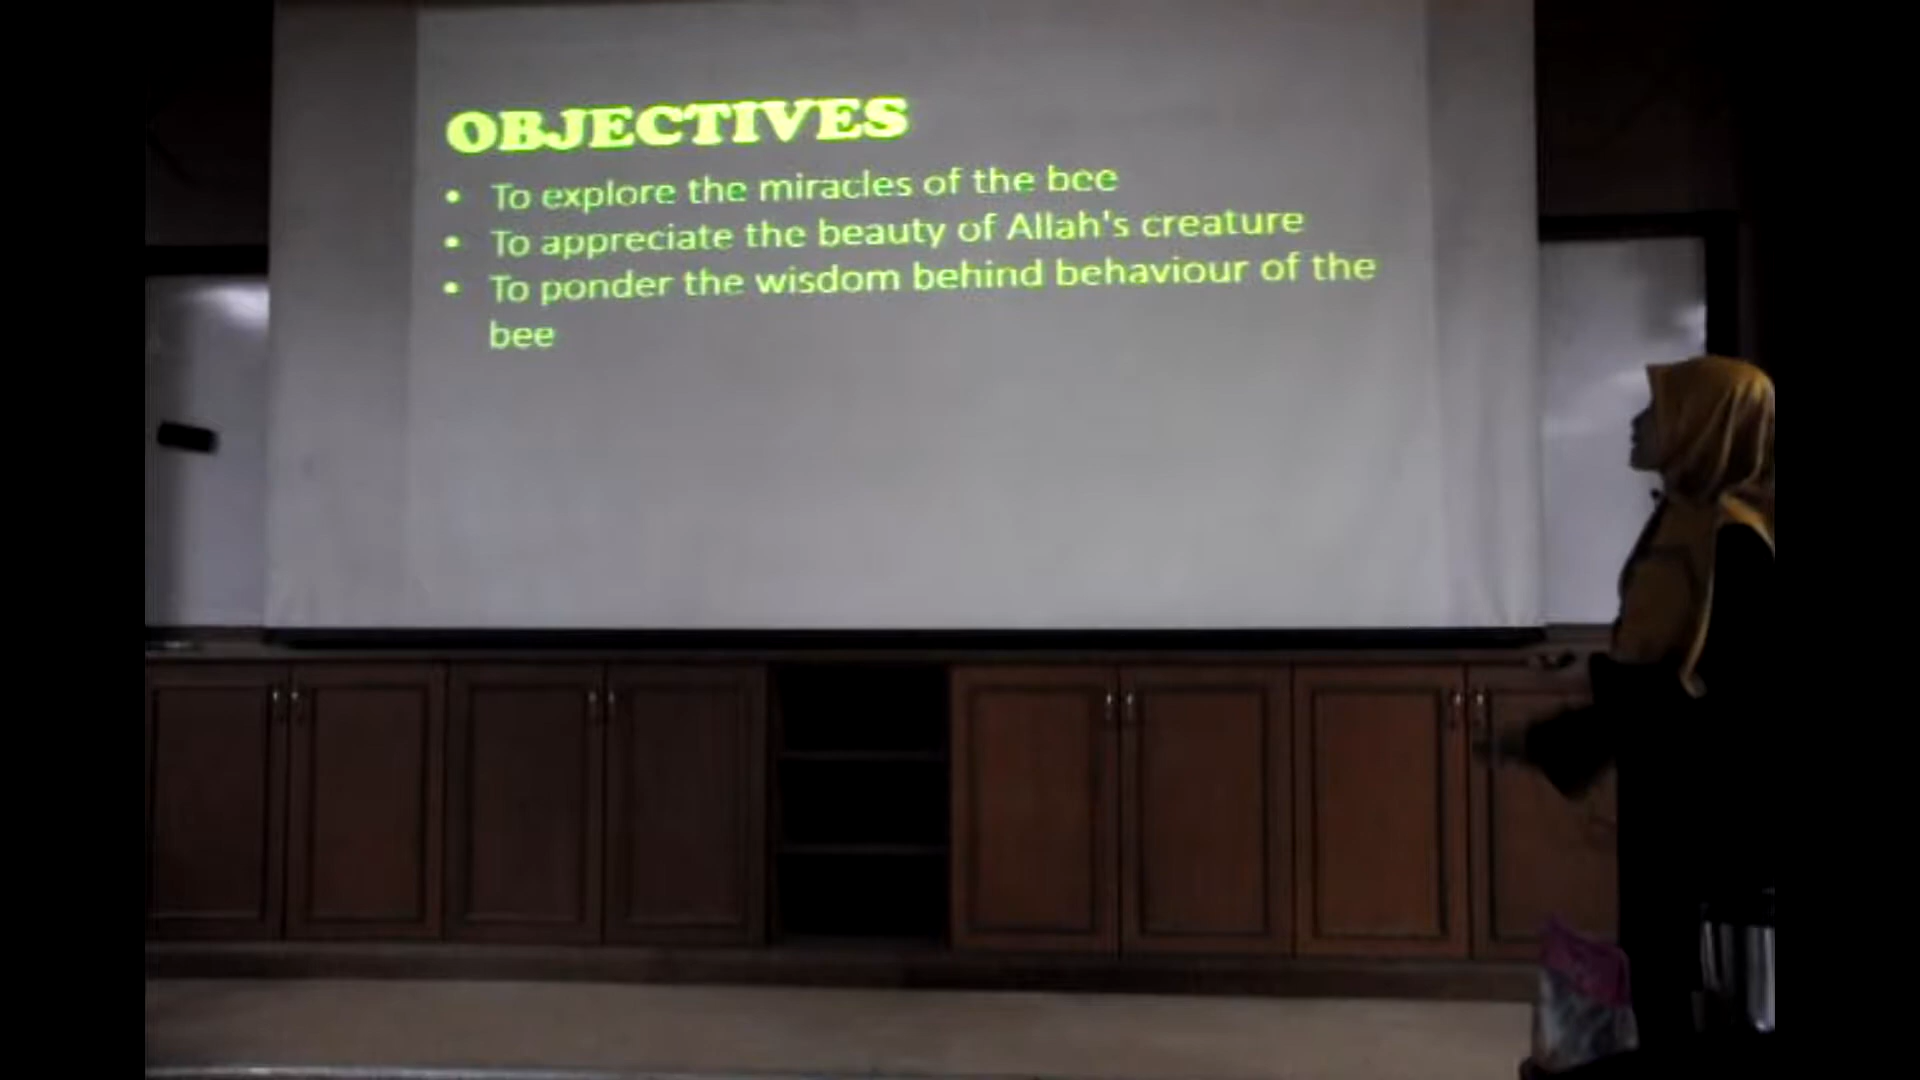 OBJECTIVES
• To explore the miracles of the bee
• To appreciate the beauty of Allah's creature
• To ponder the wisdom behind behaviour of the
bee